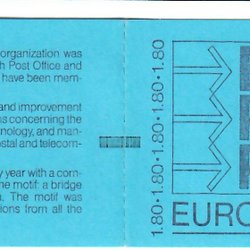 organization was
h Post Office and
have been mem-
and improvement
ns concerning the
nology, and man-
ostal and telecom-
y year with a com-
he motif: a bridge
n. The motif was
ions from all the
1.80·1.80·1.80·1.80·1.80
EURO